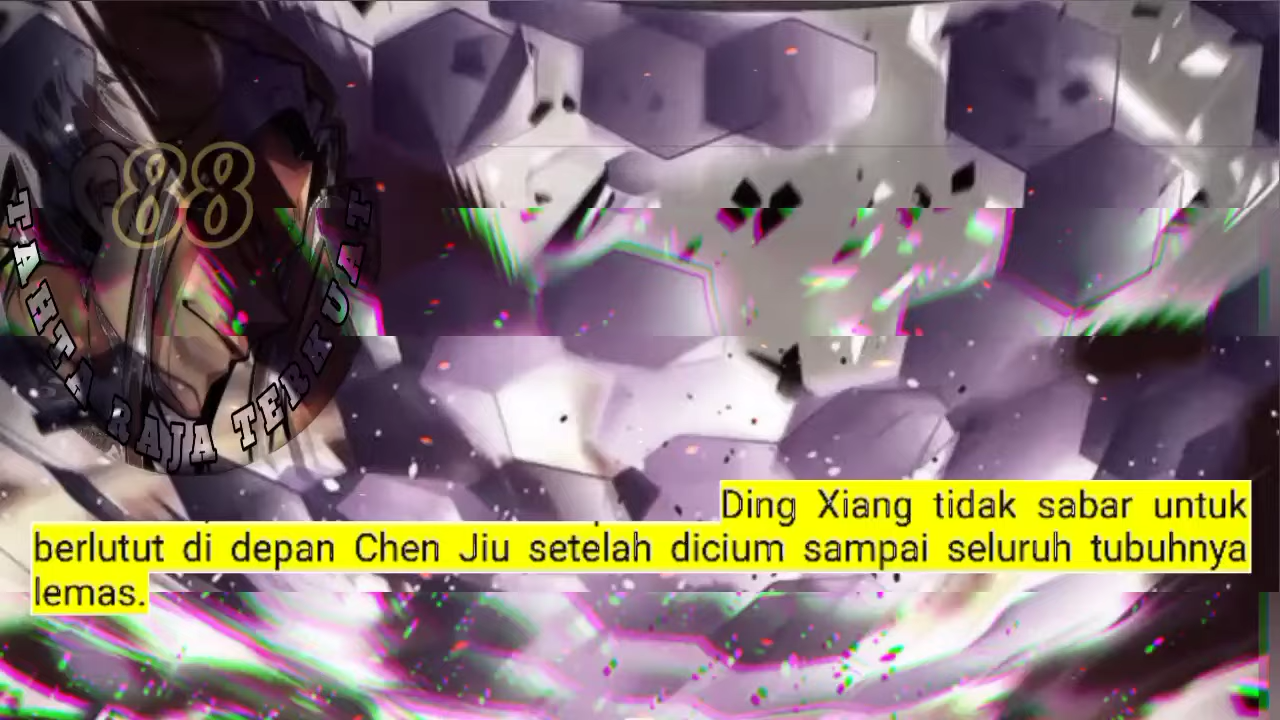 88
TAHTA RAJA TERKUAT
Ding Xiang tidak sabar untuk
berlutut di depan Chen Jiu setelah dicium sampai seluruh tubuhnya
lemas.